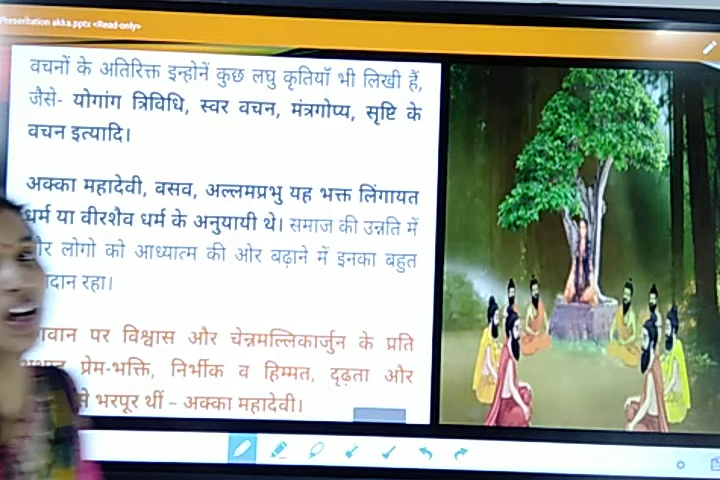 Presentation akka.pptx <Read-only>
वचनों के अतिरिक्त इन्होनें कुछ लघु कृतियाँ भी लिखी हैं,
जैसे- योगांग त्रिविधि, स्वर वचन, मंत्रगोप्य, सृष्टि के
वचन इत्यादि।
अक्का महादेवी, वसव, अल्लमप्रभु यह भक्त लिंगायत
धर्म या वीरशैव धर्म के अनुयायी थे। समाज की उन्नति में
लोगो को आध्यात्म की ओर बढ़ाने में इनका बहुत
रहा।
पर विश्वास और चेन्नमल्लिकार्जुन के प्रति
प्रेम-भक्ति, निर्भीक व हिम्मत, दृढ़ता और
से भरपूर थीं – अक्का महादेवी।